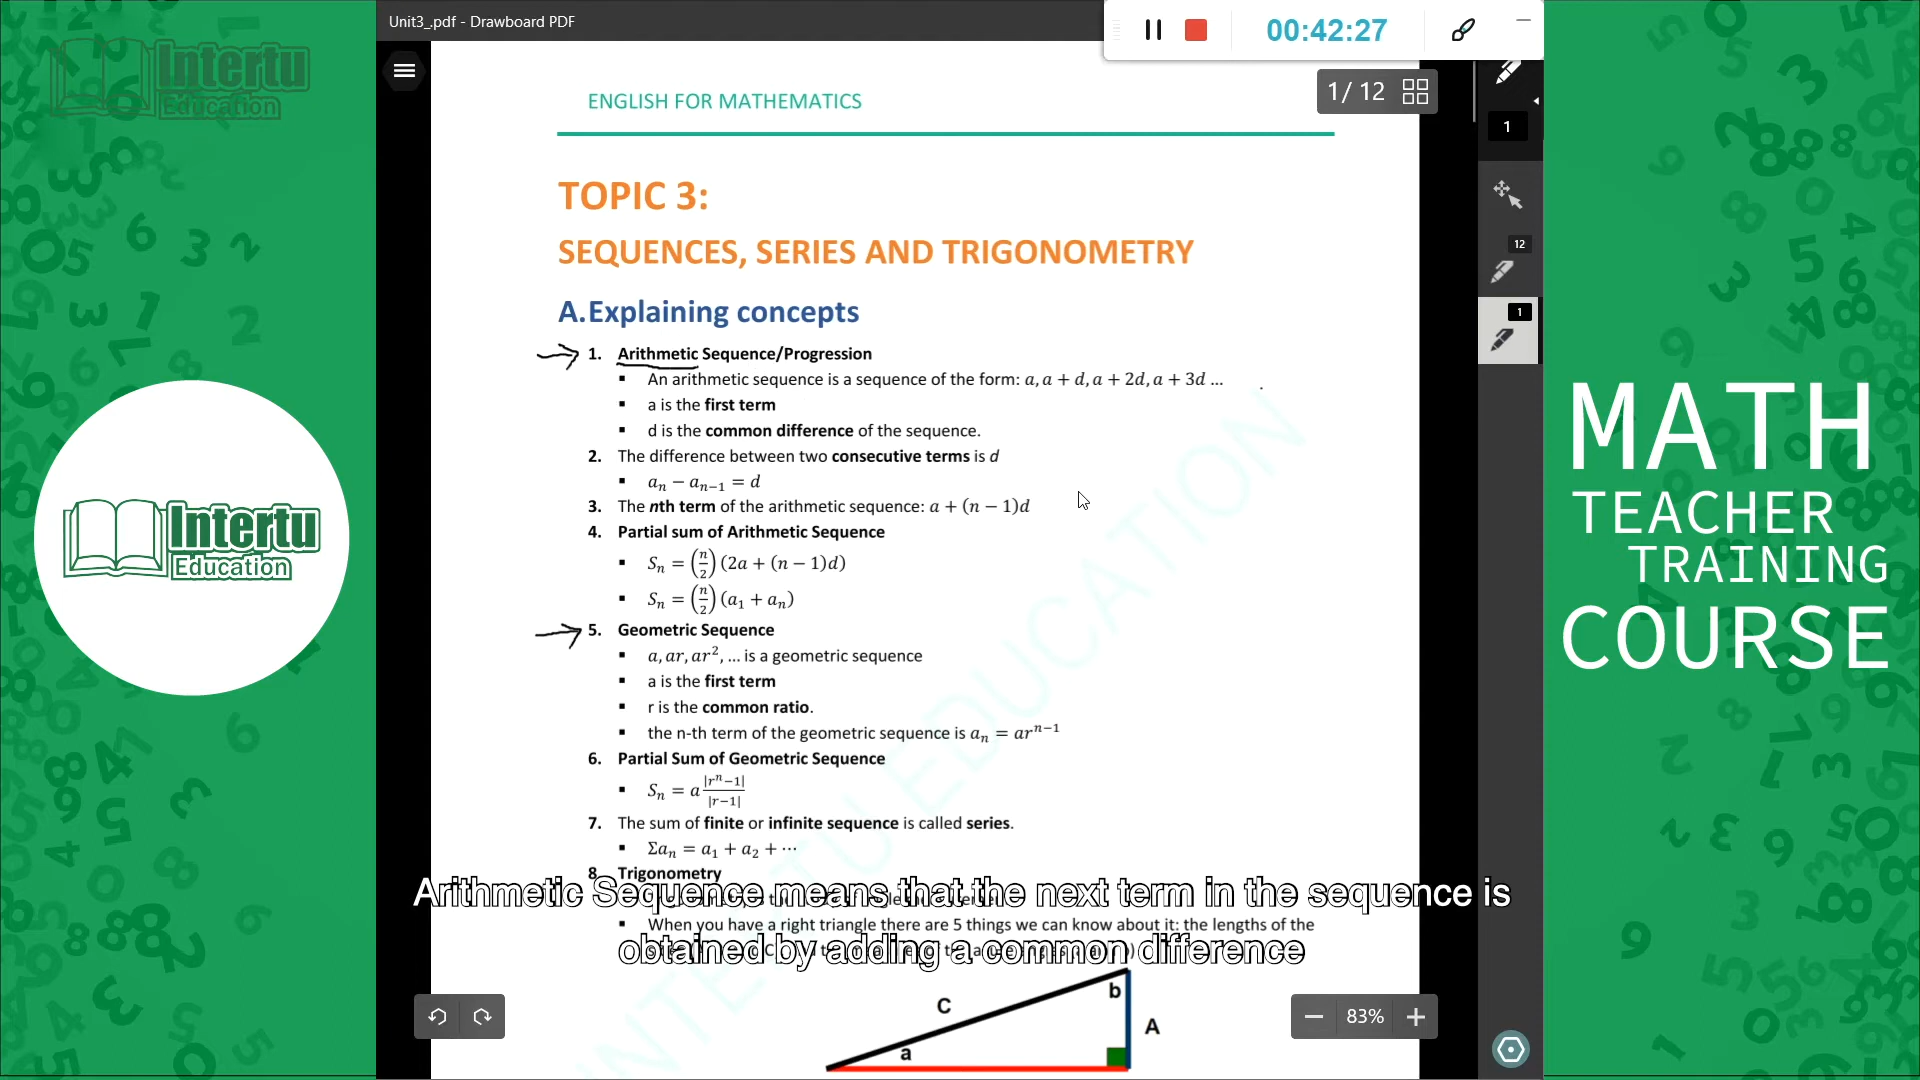 Unit3_.pdf - Drawboard PDF
00:42:27
Intertu
Education
1/ 12
1
12
1
ENGLISH FOR MATHEMATICS
TOPIC 3:
SEQUENCES, SERIES AND TRIGONOMETRY
A.Explaining concepts
1. Arithmetic Sequence/Progression
▪ An arithmetic sequence is a sequence of the form: a, a + d, a + 2d, a + 3d ...
▪ a is the first term
▪ d is the common difference of the sequence.
2. The difference between two consecutive terms is d
▪ aₙ − aₙ₋₁ = d
3. The nth term of the arithmetic sequence: a + (n − 1)d
4. Partial sum of Arithmetic Sequence
▪ Sₙ = (n/2) (2a + (n − 1)d)
▪ Sₙ = (n/2) (a₁ + aₙ)
5. Geometric Sequence
▪ a, ar, ar², ... is a geometric sequence
▪ a is the first term
▪ r is the common ratio.
▪ the n-th term of the geometric sequence is aₙ = arⁿ⁻¹
6. Partial Sum of Geometric Sequence
▪ Sₙ = a |rⁿ−1|/|r−1|
7. The sum of finite or infinite sequence is called series.
▪ Σaₙ = a₁ + a₂ + ⋯
8. Trigonometry
Arithmetic Sequence means that the next term in the sequence is
▪ When you have a right triangle there are 5 things we can know about it: the lengths of the
obtained by adding a common difference
C
b
A
a
83%
INTERTU EDUCATION
Intertu
Education
MATH
TEACHER
TRAINING
COURSE